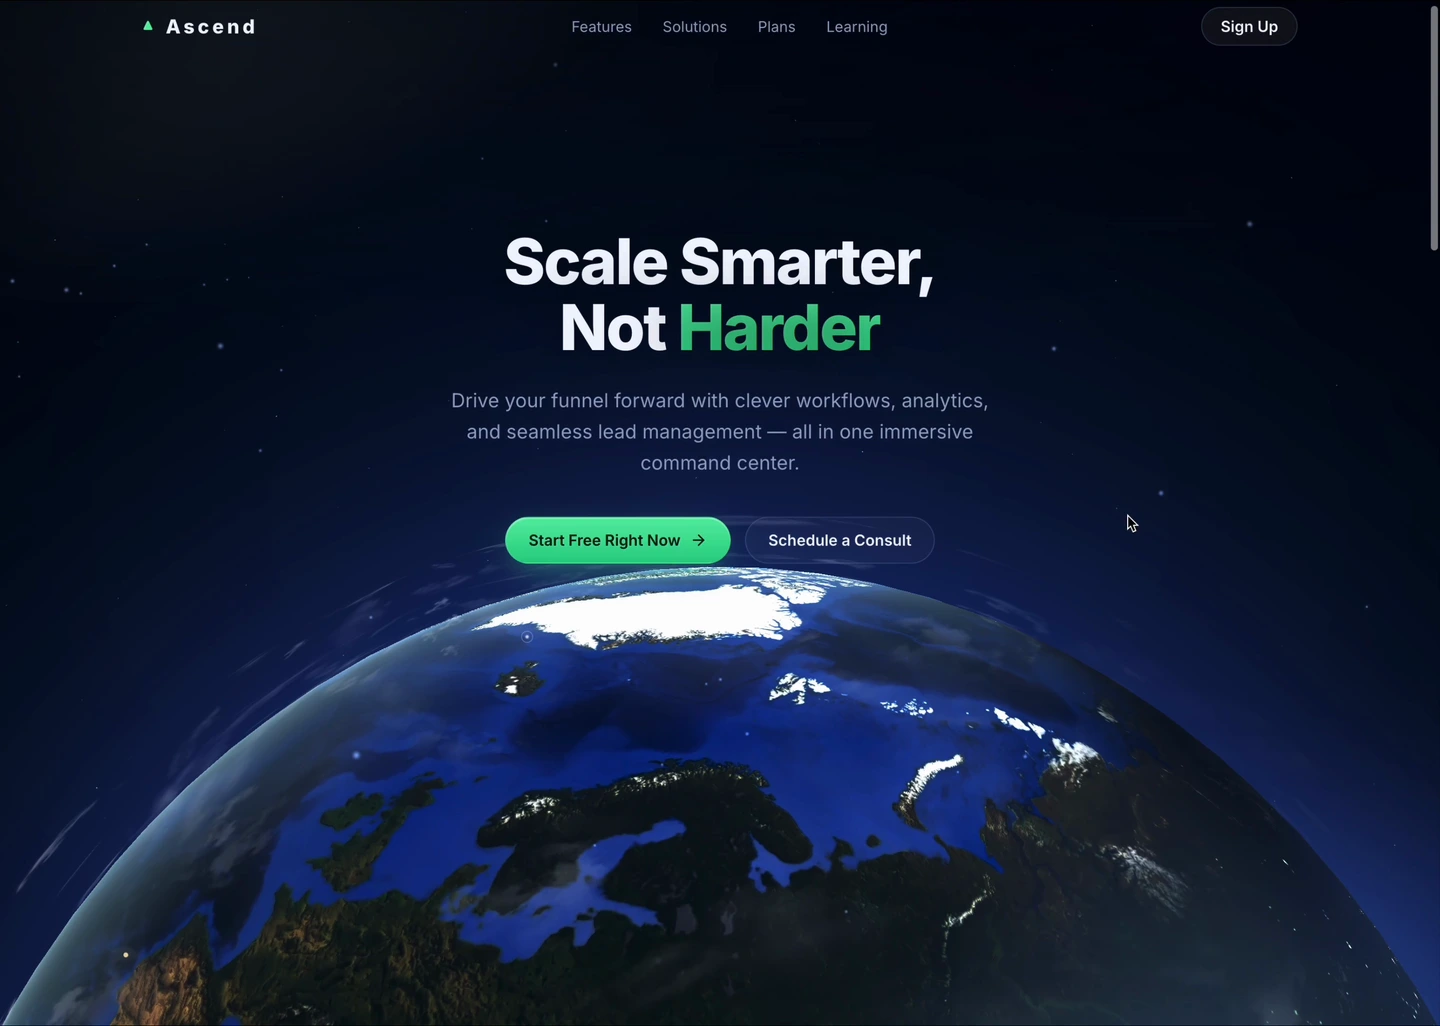 Ascend
Features
Solutions
Plans
Learning
Sign Up
Scale Smarter,
Not Harder
Drive your funnel forward with clever workflows, analytics,
and seamless lead management — all in one immersive
command center.
Start Free Right Now
Schedule a Consult